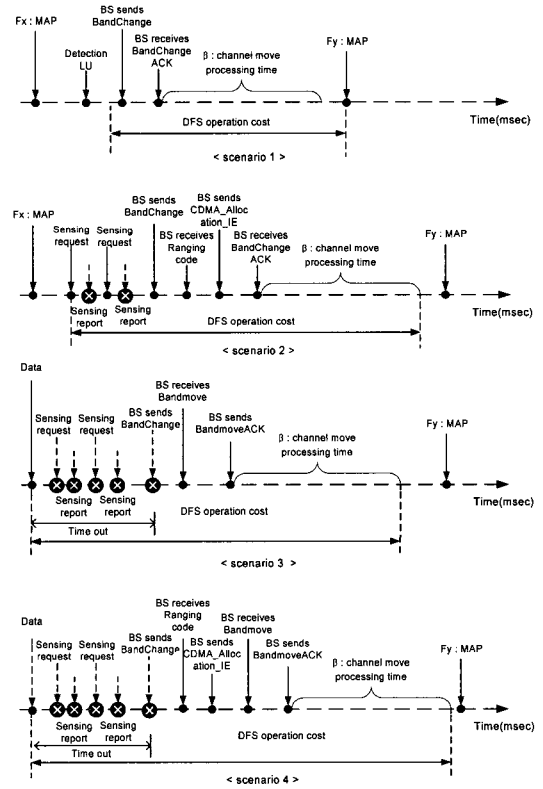 Fx : MAP
Detection
LU
BS sends
BandChange
BS receives
BandChange
ACK
β : channel move
processing time
Fy : MAP
Time(msec)
DFS operation cost
< scenario 1 >
Fx : MAP
Sensing
request
Sensing
request
BS sends
BandChange
BS receives
Ranging
code
BS sends
CDMA_Alloc
ation_IE
BS receives
BandChange
ACK
β : channel move
processing time
Fy : MAP
Time(msec)
Sensing
report
Sensing
report
DFS operation cost
< scenario 2 >
Data
Sensing
request
Sensing
request
BS sends
BandChange
BS receives
Bandmove
BS sends
BandmoveACK
β : channel move
processing time
Fy : MAP
Time(msec)
Sensing
report
Sensing
report
Time out
DFS operation cost
< scenario 3 >
Data
Sensing
request
Sensing
request
BS sends
BandChange
BS receives
Ranging
code
BS sends
CDMA_Alloc
ation_IE
BS receives
Bandmove
BS sends
BandmoveACK
β : channel move
processing time
Fy : MAP
Time(msec)
Sensing
report
Sensing
report
Time out
DFS operation cost
< scenario 4 >